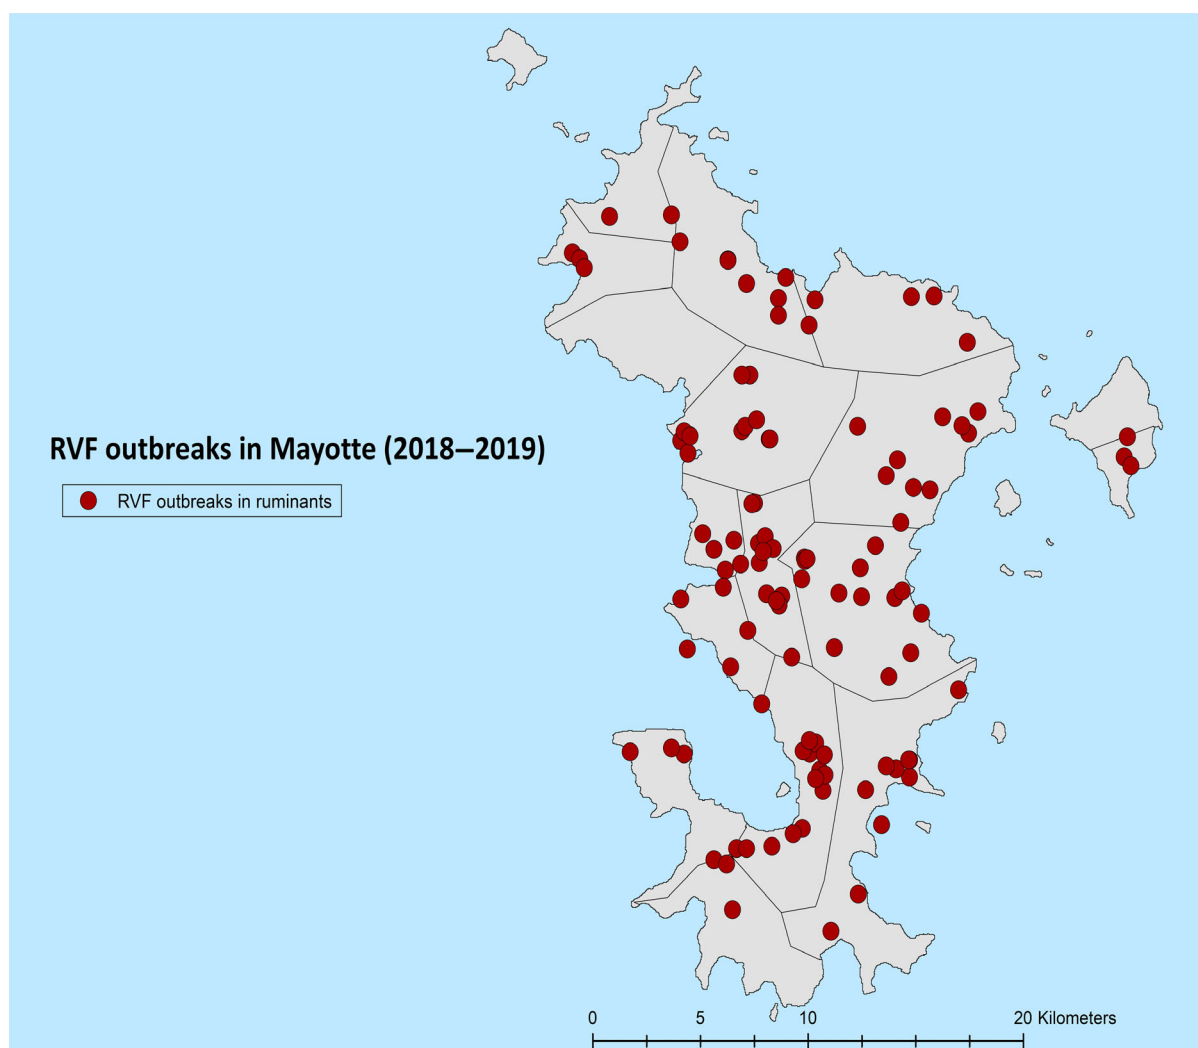 RVF outbreaks in Mayotte (2018–2019)
RVF outbreaks in ruminants
0 5 10 20 Kilometers